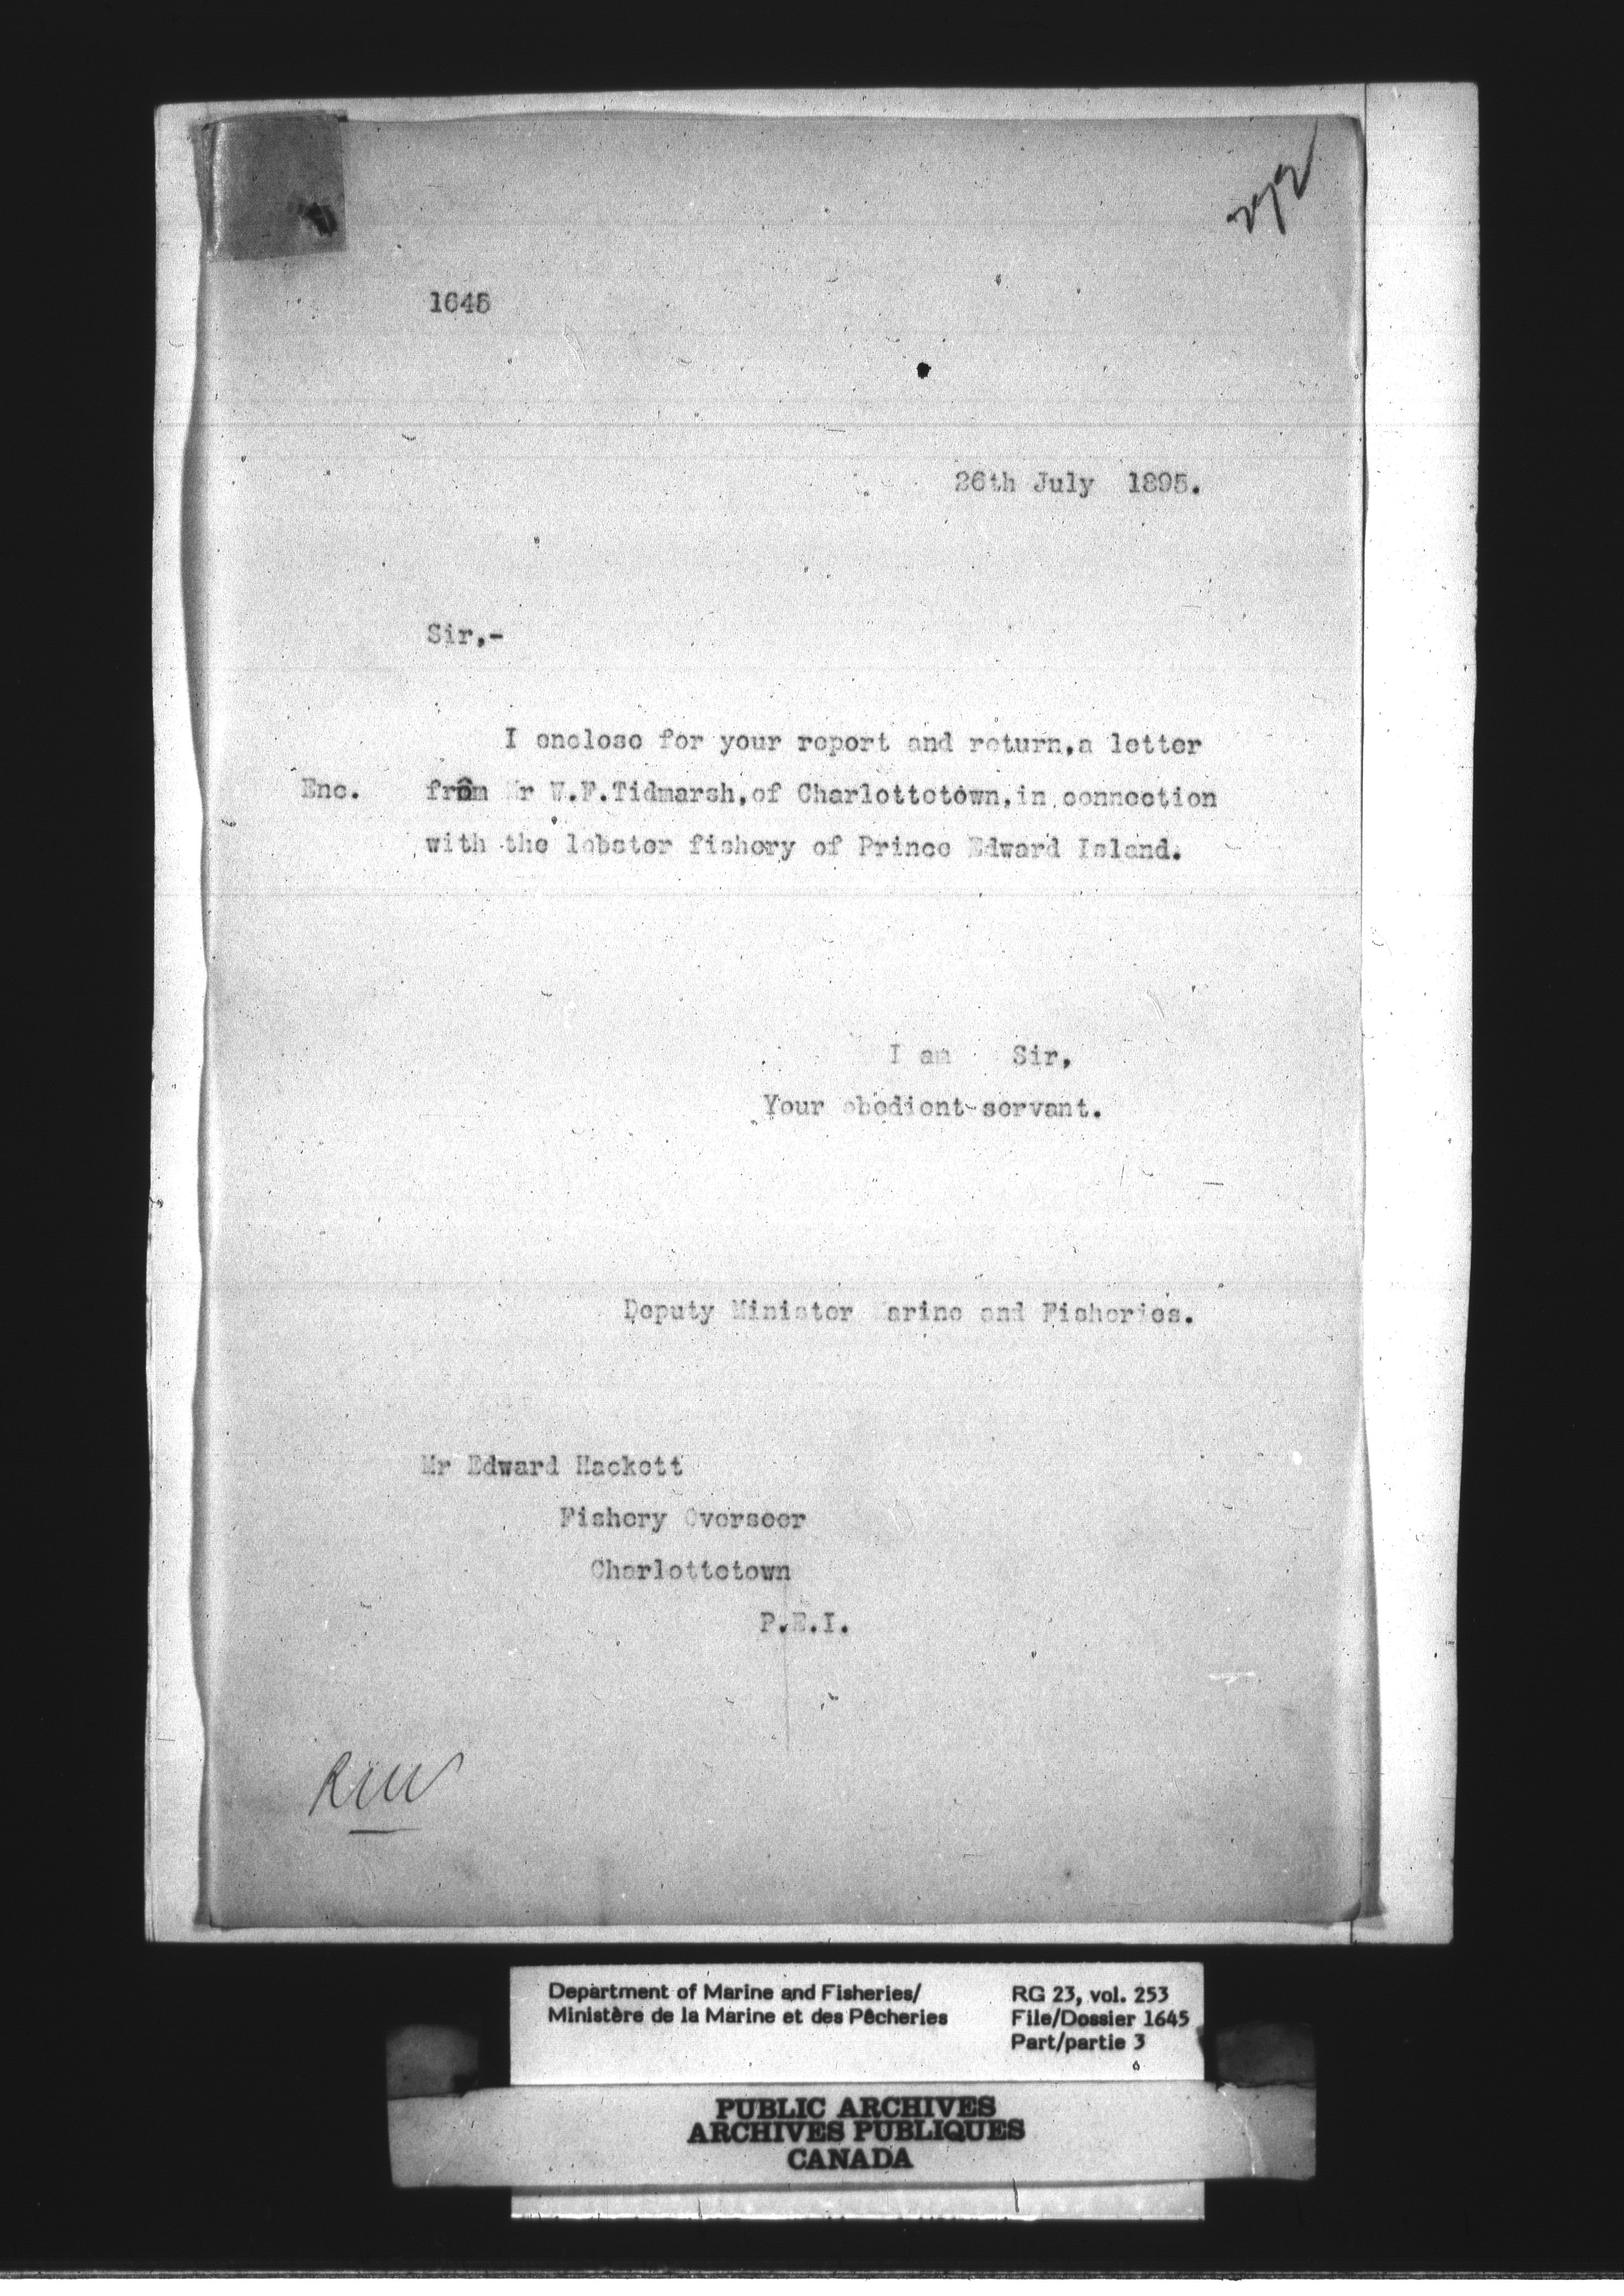 272
1645
26th July 1895.
Sir,-
I enclose for your report and return,a letter
Enc. from Mr W.F.Tidmarsh,of Charlottetown,in connection
with the lobster fishery of Prince Edward Island.
I am Sir,
Your obedient servant.
Deputy Minister Marine and Fisheries.
Mr Edward Hackett
Fishery Overseer
Charlottetown
P.E.I.
Department of Marine and Fisheries/
Ministère de la Marine et des Pêcheries
RG 23, vol. 253
File/Dossier 1645
Part/partie 3
PUBLIC ARCHIVES
ARCHIVES PUBLIQUES
CANADA